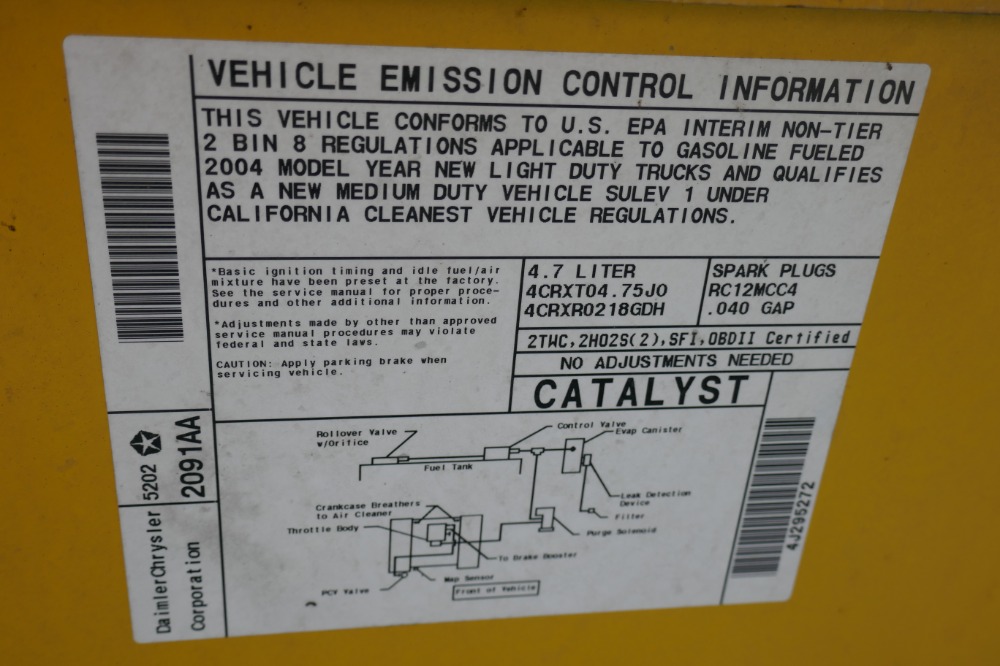 VEHICLE EMISSION CONTROL INFORMATION
THIS VEHICLE CONFORMS TO U.S. EPA INTERIM NON-TIER
2 BIN 8 REGULATIONS APPLICABLE TO GASOLINE FUELED
2004 MODEL YEAR NEW LIGHT DUTY TRUCKS AND QUALIFIES
AS A NEW MEDIUM DUTY VEHICLE SULEV 1 UNDER
CALIFORNIA CLEANEST VEHICLE REGULATIONS.
*Basic ignition timing and idle fuel/air
mixture have been preset at the factory.
See the service manual for proper proce-
dures and other additional information.
*Adjustments made by other than approved
service manual procedures may violate
federal and state laws.
CAUTION: Apply parking brake when
servicing vehicle.
4.7 LITER
4CRXT04.75J0
4CRXR0218GDH
SPARK PLUGS
RC12MCC4
.040 GAP
2TWC,2HO2S(2),SFI,OBDII Certified
NO ADJUSTMENTS NEEDED
CATALYST
Rollover Valve
w/Orifice
Fuel Tank
Control Valve
Evap Canister
Leak Detection
Device
Filter
Purge Solenoid
Crankcase Breathers
to Air Cleaner
Throttle Body
To Brake Booster
Map Sensor
PCV Valve
Front of Vehicle
4J295272
DaimlerChrysler
Corporation
5202
2091AA